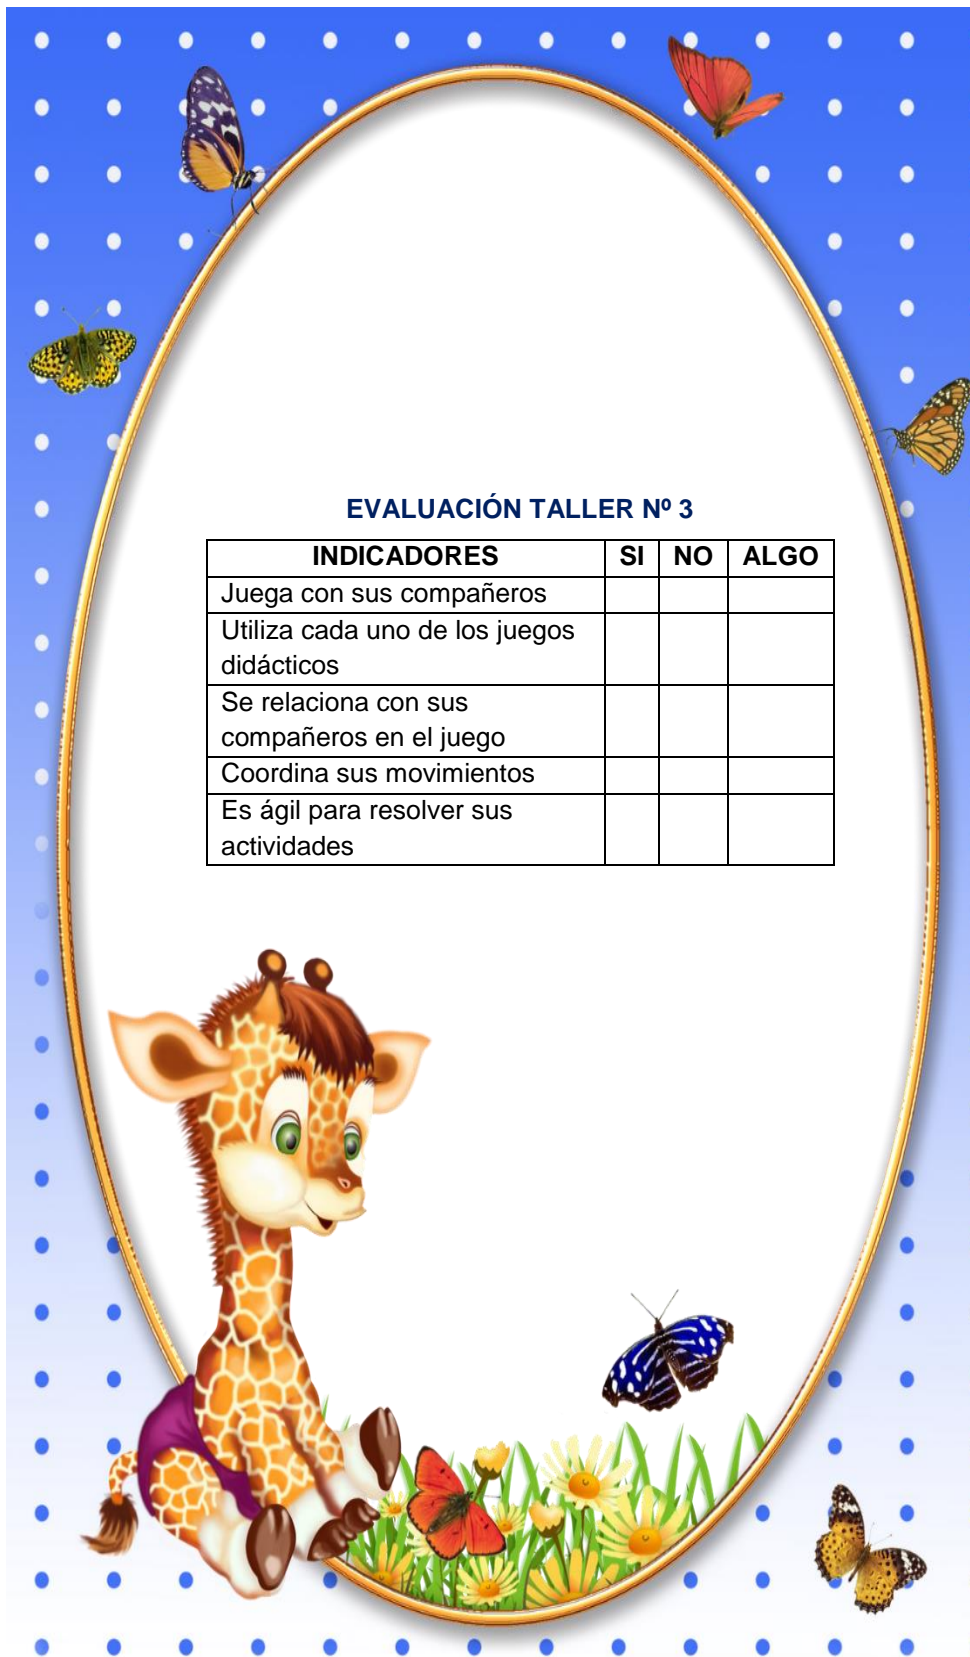 EVALUACIÓN TALLER Nº 3
INDICADORES SI NO ALGO
Juega con sus compañeros
Utiliza cada uno de los juegos
didácticos
Se relaciona con sus
compañeros en el juego
Coordina sus movimientos
Es ágil para resolver sus
actividades